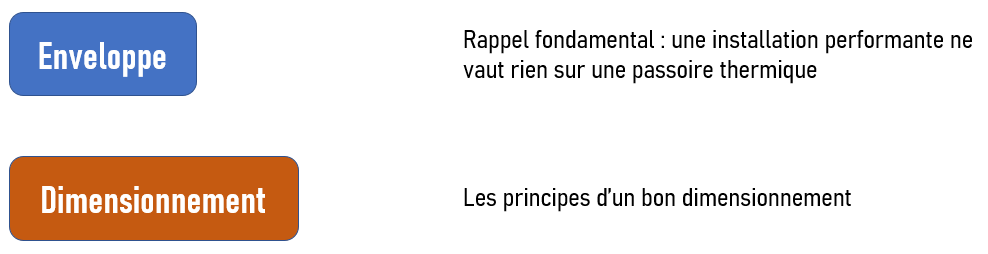 Enveloppe
Rappel fondamental : une installation performante ne
vaut rien sur une passoire thermique
Dimensionnement
Les principes d’un bon dimensionnement